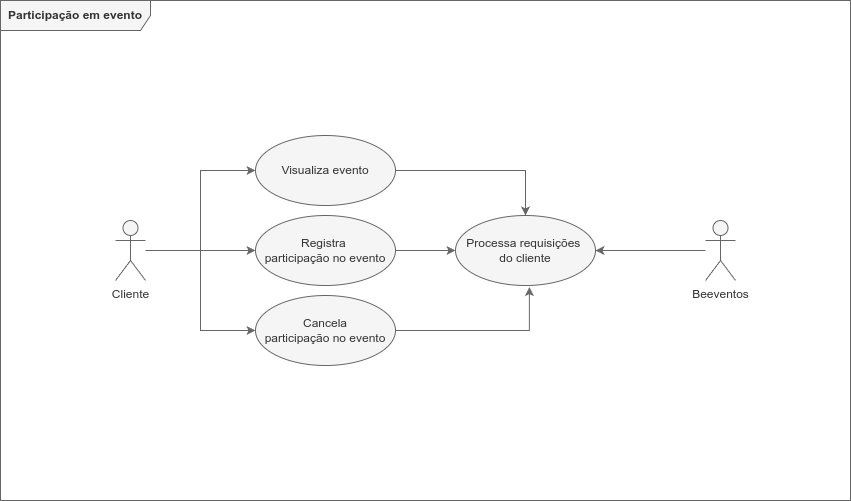 Participação em evento
Visualiza evento
Registra
participação no evento
Processa requisições
do cliente
Cliente
Beeventos
Cancela
participação no evento